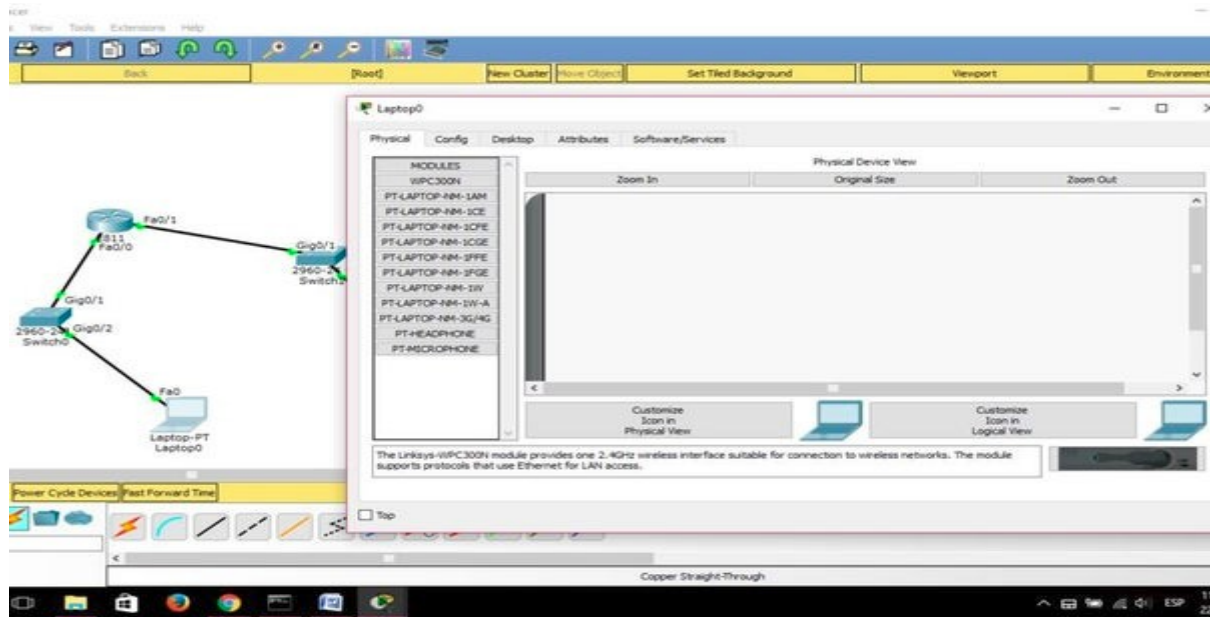 View Tools Extensions Help
Back [Root] New Cluster Move Object Set Tiled Background Viewport Environment
Laptop0
Physical Config Desktop Attributes Software/Services
MODULES
WPC300N
PT-LAPTOP-NM-1AM
PT-LAPTOP-NM-1CE
PT-LAPTOP-NM-1CFE
PT-LAPTOP-NM-1CGE
PT-LAPTOP-NM-1FFE
PT-LAPTOP-NM-1FGE
PT-LAPTOP-NM-1W
PT-LAPTOP-NM-1W-A
PT-LAPTOP-NM-3G/4G
PT-HEADPHONE
PT-MICROPHONE
Physical Device View
Zoom In Original Size Zoom Out
Customize
Icon in
Physical View
Customize
Icon in
Logical View
The Linksys-WPC300N module provides one 2.4GHz wireless interface suitable for connection to wireless networks. The module
supports protocols that use Ethernet for LAN access.
Top
Fa0/1
Fa0/0
Gig0/1
2960-2
Switch
Gig0/1
Gig0/2
Switch0
Fa0
Laptop-PT
Laptop0
Power Cycle Devices Fast Forward Time
Copper Straight-Through
ESP